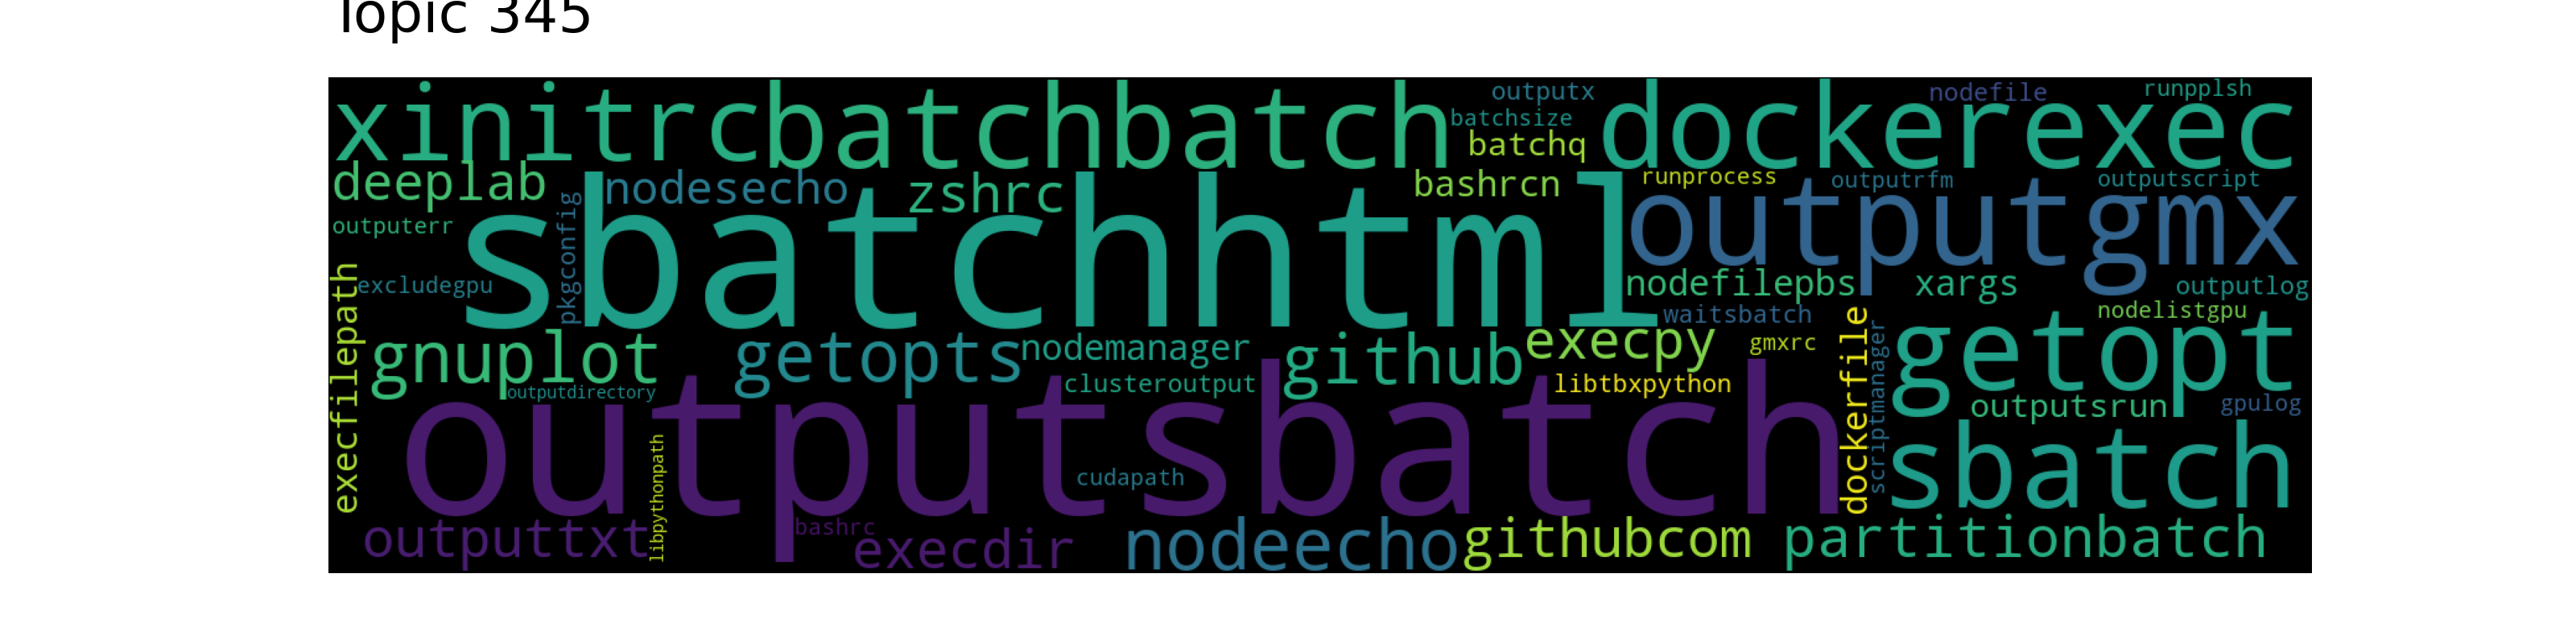 Topic 345
xinitrc batchbatch outputx dockerexec nodefile runpplsh
batchsize
batchq
deeplab nodesecho zshrc bashrcn runprocess outputrfm outputscript
outputerr pkgconfig sbatchhtml outputgmx
execfilepath excludegpu nodefilepbs xargs outputlog
waitsbatch nodelistgpu
gnuplot getopts nodemanager github execpy gmxrc dockerfile scriptmanager getopt
outputdirectory clusteroutput libtbxpython
outputsbatch outputsrun gpulog
libpythonpath cudapath sbatch
outputtxt bashrc execdir nodeecho githubcom partitionbatch